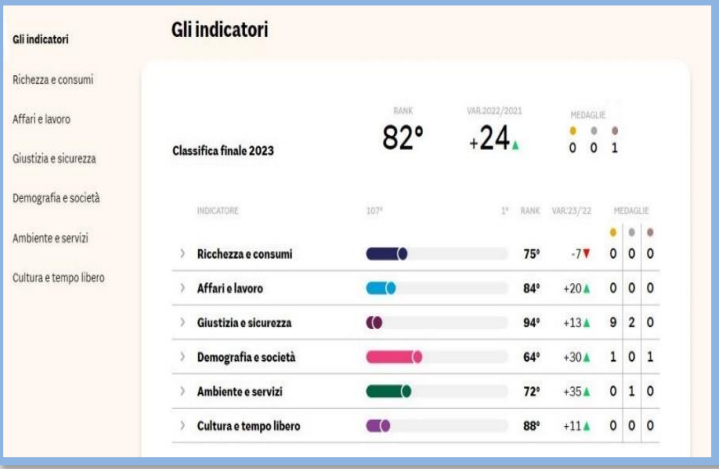 Gli indicatori
Richezza e consumi
Affari e lavoro
Giustizia e sicurezza
Demografia e società
Ambiente e servizi
Cultura e tempo libero
Gli indicatori
RANK VAR.2022/2021 MEDAGLIE
Classifica finale 2023 82° +24 0 0 1
INDICATORE 107° 1° RANK VAR.'23/'22 MEDAGLIE
Ricchezza e consumi 75° -7 0 0 0
Affari e lavoro 84° +20 0 0 0
Giustizia e sicurezza 94° +13 9 2 0
Demografia e società 64° +30 1 0 1
Ambiente e servizi 72° +35 0 1 0
Cultura e tempo libero 88° +11 0 0 0